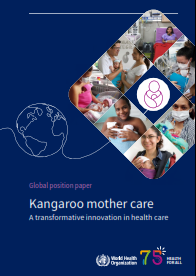 Global position paper
Kangaroo mother care
A transformative innovation in health care
World Health
Organization
75
HEALTH
FOR ALL